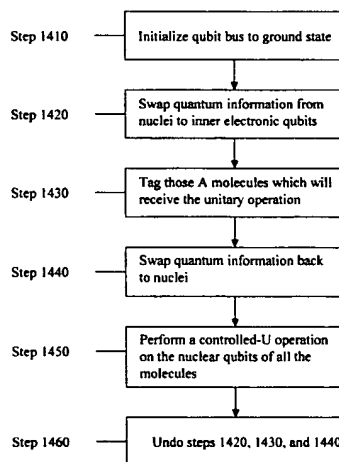 Step 1410
Initialize qubit bus to ground state
Step 1420
Swap quantum information from
nuclei to inner electronic qubits
Step 1430
Tag those A molecules which will
receive the unitary operation
Step 1440
Swap quantum information back
to nuclei
Step 1450
Perform a controlled-U operation
on the nuclear qubits of all the
molecules
Step 1460
Undo steps 1420, 1430, and 1440